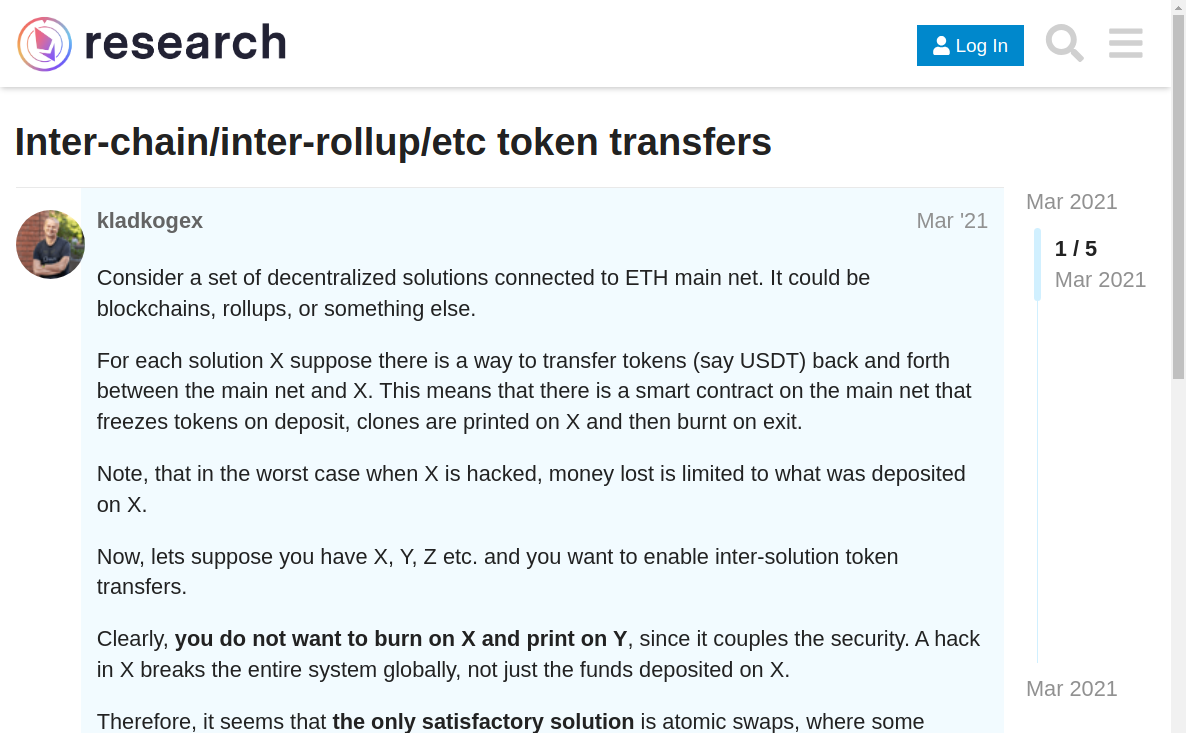 research
Log In
Inter-chain/inter-rollup/etc token transfers
kladkogex
Mar '21
Consider a set of decentralized solutions connected to ETH main net. It could be
blockchains, rollups, or something else.
For each solution X suppose there is a way to transfer tokens (say USDT) back and forth
between the main net and X. This means that there is a smart contract on the main net that
freezes tokens on deposit, clones are printed on X and then burnt on exit.
Note, that in the worst case when X is hacked, money lost is limited to what was deposited
on X.
Now, lets suppose you have X, Y, Z etc. and you want to enable inter-solution token
transfers.
Clearly, you do not want to burn on X and print on Y, since it couples the security. A hack
in X breaks the entire system globally, not just the funds deposited on X.
Therefore, it seems that the only satisfactory solution is atomic swaps, where some
Mar 2021
1 / 5
Mar 2021
Mar 2021